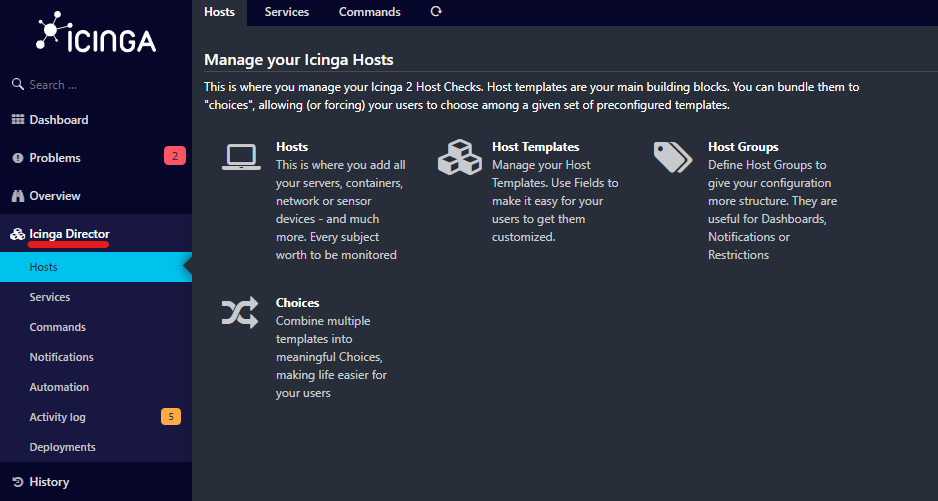 ICINGA
Search ...
Dashboard
Problems
2
Overview
Icinga Director
Hosts
Services
Commands
Notifications
Automation
Activity log
5
Deployments
History
Hosts
Services
Commands
Manage your Icinga Hosts
This is where you manage your Icinga 2 Host Checks. Host templates are your main building blocks. You can bundle them to
"choices", allowing (or forcing) your users to choose among a given set of preconfigured templates.
Hosts
This is where you add all
your servers, containers,
network or sensor
devices - and much
more. Every subject
worth to be monitored
Host Templates
Manage your Host
Templates. Use Fields to
make it easy for your
users to get them
customized.
Host Groups
Define Host Groups to
give your configuration
more structure. They are
useful for Dashboards,
Notifications or
Restrictions
Choices
Combine multiple
templates into
meaningful Choices,
making life easier for
your users